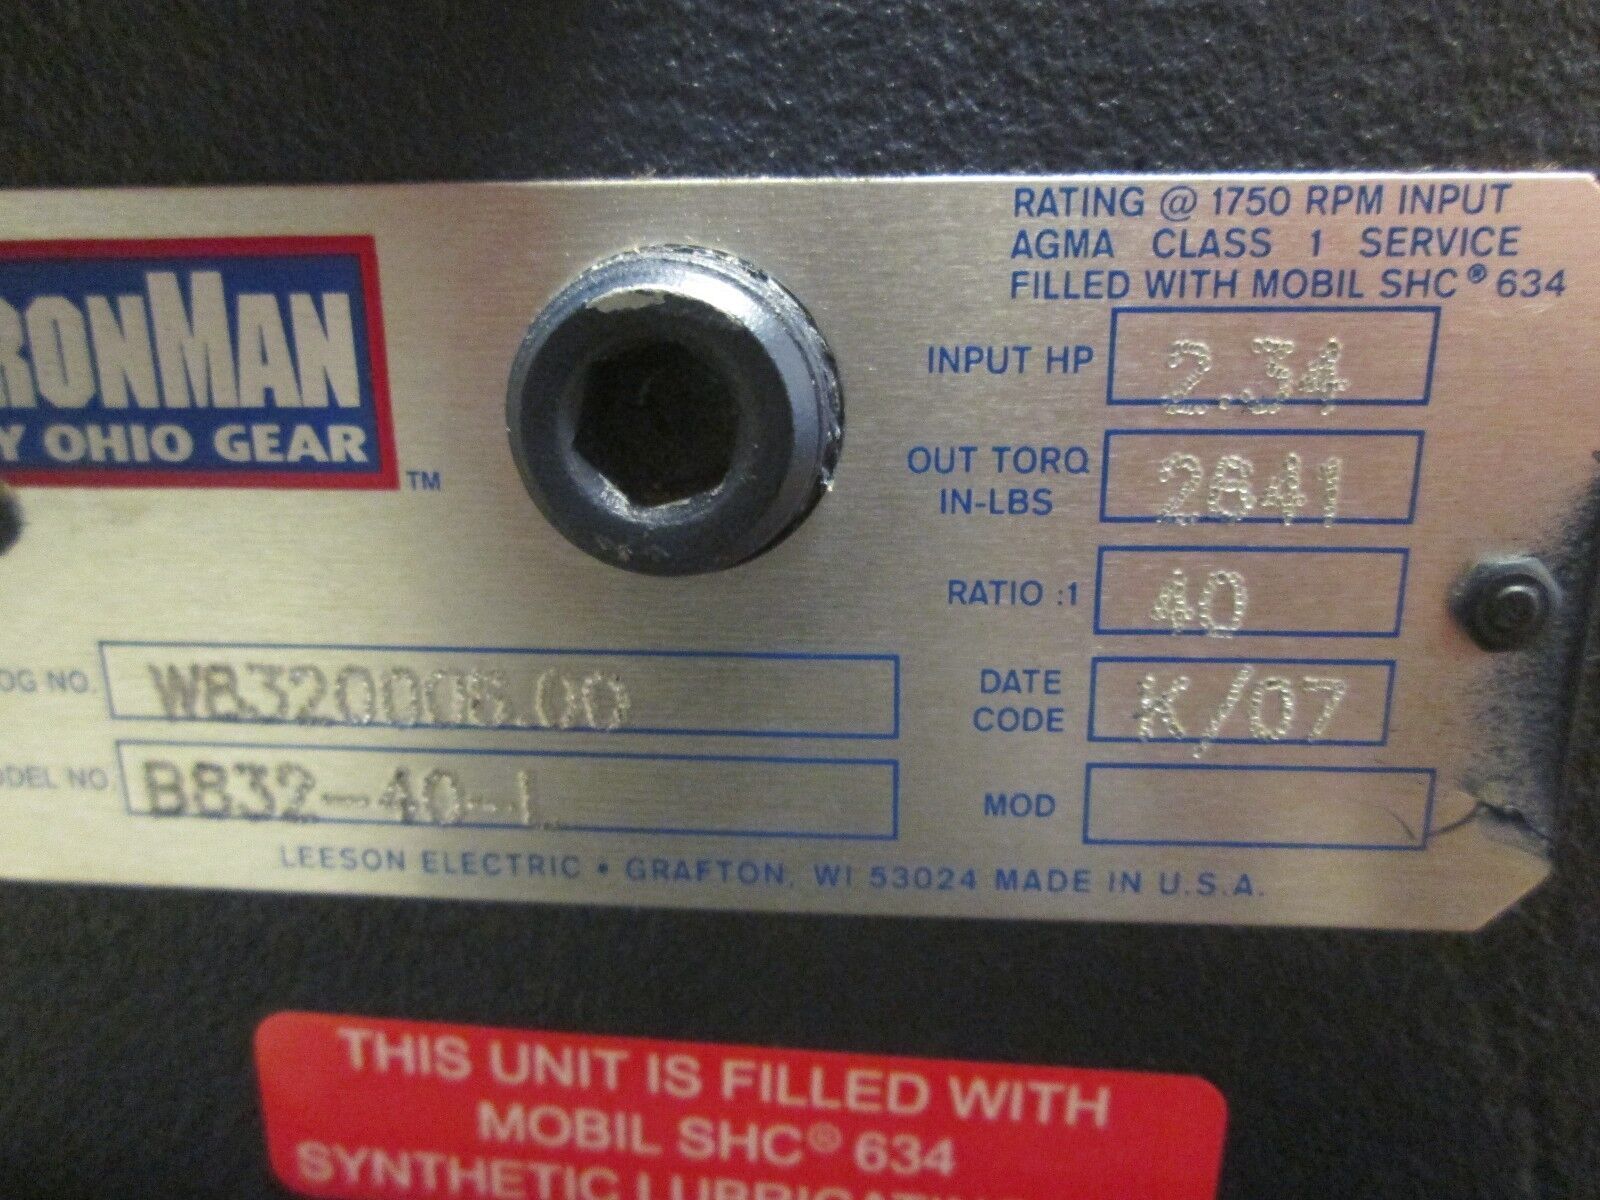 RONMAN
Y OHIO GEAR
TM
RATING @ 1750 RPM INPUT
AGMA CLASS 1 SERVICE
FILLED WITH MOBIL SHC® 634
INPUT HP 2.34
OUT TORQ
IN-LBS 2641
RATIO :1 40
DATE
CODE K/07
MOD
OG NO. W8320006.00
ODEL NO. B832-40-L
LEESON ELECTRIC • GRAFTON, WI 53024 MADE IN U.S.A.
THIS UNIT IS FILLED WITH
MOBIL SHC® 634
SYNTHETIC